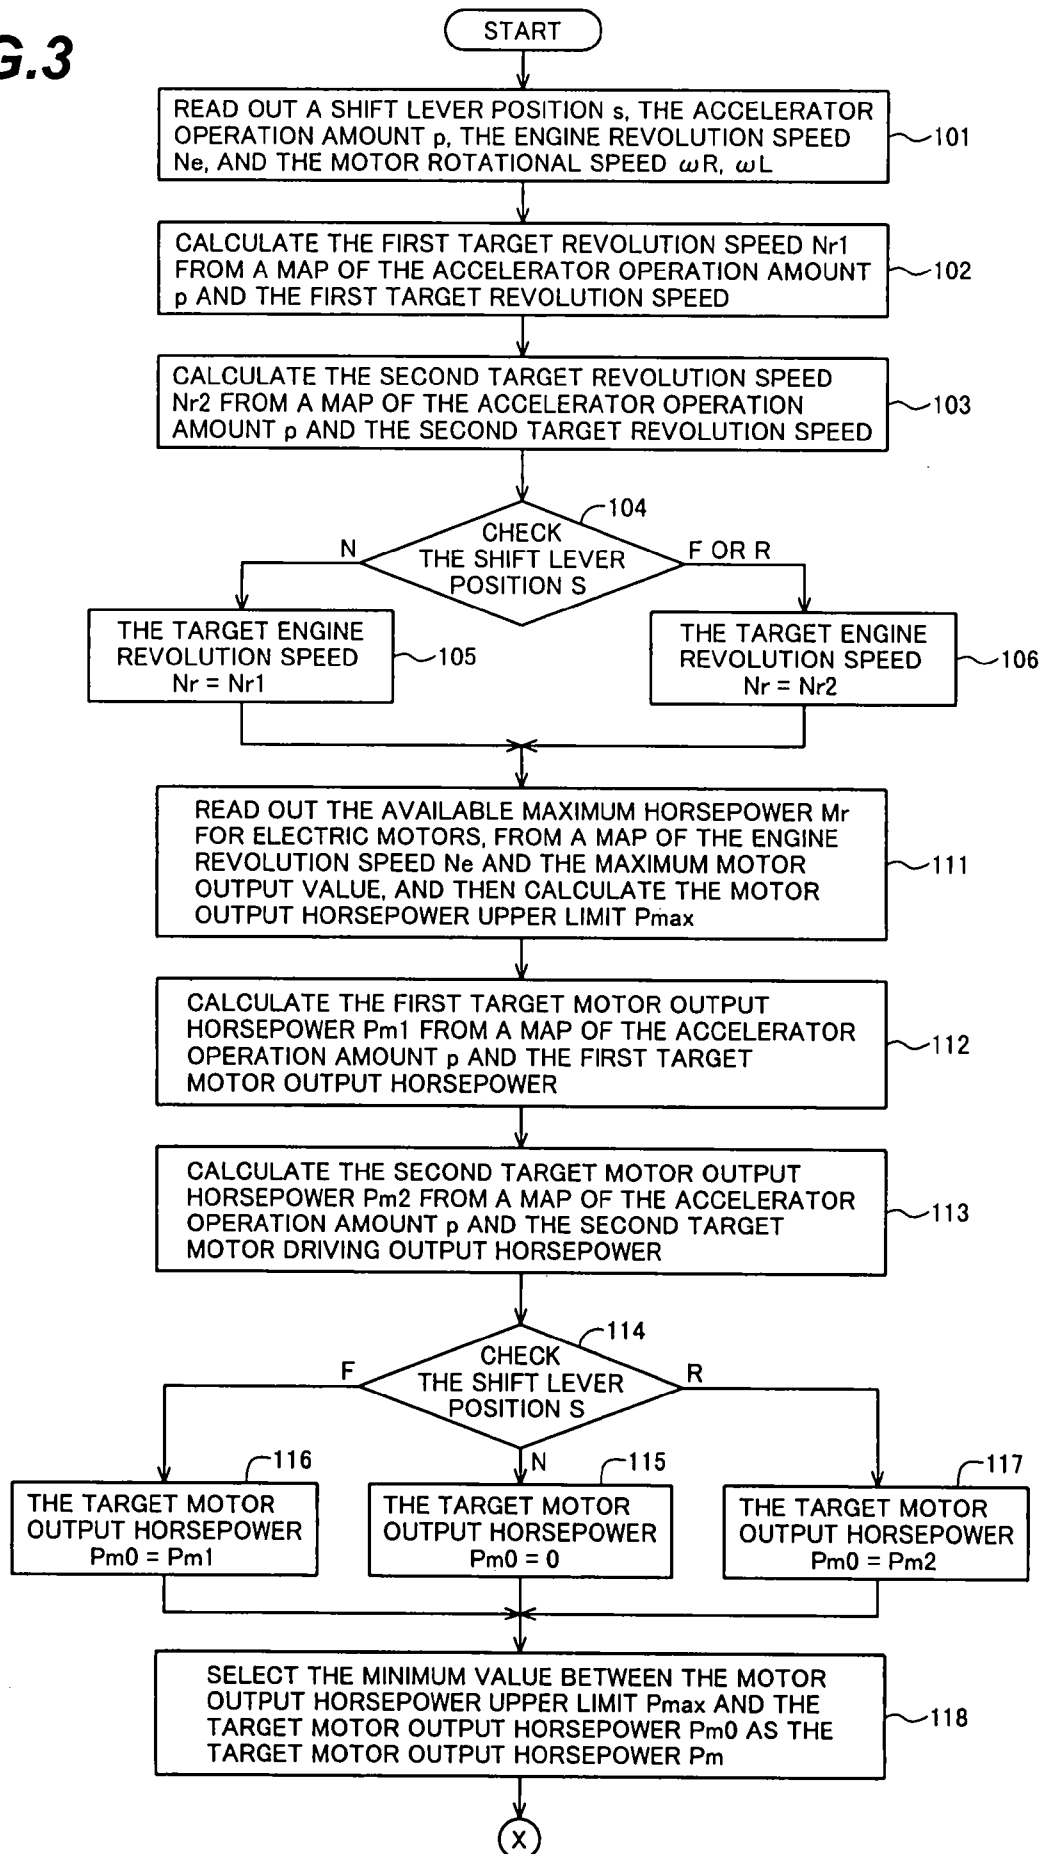 G.3
START
READ OUT A SHIFT LEVER POSITION s, THE ACCELERATOR
OPERATION AMOUNT p, THE ENGINE REVOLUTION SPEED
Ne, AND THE MOTOR ROTATIONAL SPEED ωR, ωL
101
CALCULATE THE FIRST TARGET REVOLUTION SPEED Nr1
FROM A MAP OF THE ACCELERATOR OPERATION AMOUNT
p AND THE FIRST TARGET REVOLUTION SPEED
102
CALCULATE THE SECOND TARGET REVOLUTION SPEED
Nr2 FROM A MAP OF THE ACCELERATOR OPERATION
AMOUNT p AND THE SECOND TARGET REVOLUTION SPEED
103
104
CHECK
THE SHIFT LEVER
POSITION S
N
F OR R
THE TARGET ENGINE
REVOLUTION SPEED
Nr = Nr1
105
THE TARGET ENGINE
REVOLUTION SPEED
Nr = Nr2
106
READ OUT THE AVAILABLE MAXIMUM HORSEPOWER Mr
FOR ELECTRIC MOTORS, FROM A MAP OF THE ENGINE
REVOLUTION SPEED Ne AND THE MAXIMUM MOTOR
OUTPUT VALUE, AND THEN CALCULATE THE MOTOR
OUTPUT HORSEPOWER UPPER LIMIT Pmax
111
CALCULATE THE FIRST TARGET MOTOR OUTPUT
HORSEPOWER Pm1 FROM A MAP OF THE ACCELERATOR
OPERATION AMOUNT p AND THE FIRST TARGET
MOTOR OUTPUT HORSEPOWER
112
CALCULATE THE SECOND TARGET MOTOR OUTPUT
HORSEPOWER Pm2 FROM A MAP OF THE ACCELERATOR
OPERATION AMOUNT p AND THE SECOND TARGET
MOTOR DRIVING OUTPUT HORSEPOWER
113
114
CHECK
THE SHIFT LEVER
POSITION S
F
R
N
116
THE TARGET MOTOR
OUTPUT HORSEPOWER
Pm0 = Pm1
115
THE TARGET MOTOR
OUTPUT HORSEPOWER
Pm0 = 0
117
THE TARGET MOTOR
OUTPUT HORSEPOWER
Pm0 = Pm2
SELECT THE MINIMUM VALUE BETWEEN THE MOTOR
OUTPUT HORSEPOWER UPPER LIMIT Pmax AND THE
TARGET MOTOR OUTPUT HORSEPOWER Pm0 AS THE
TARGET MOTOR OUTPUT HORSEPOWER Pm
118
X